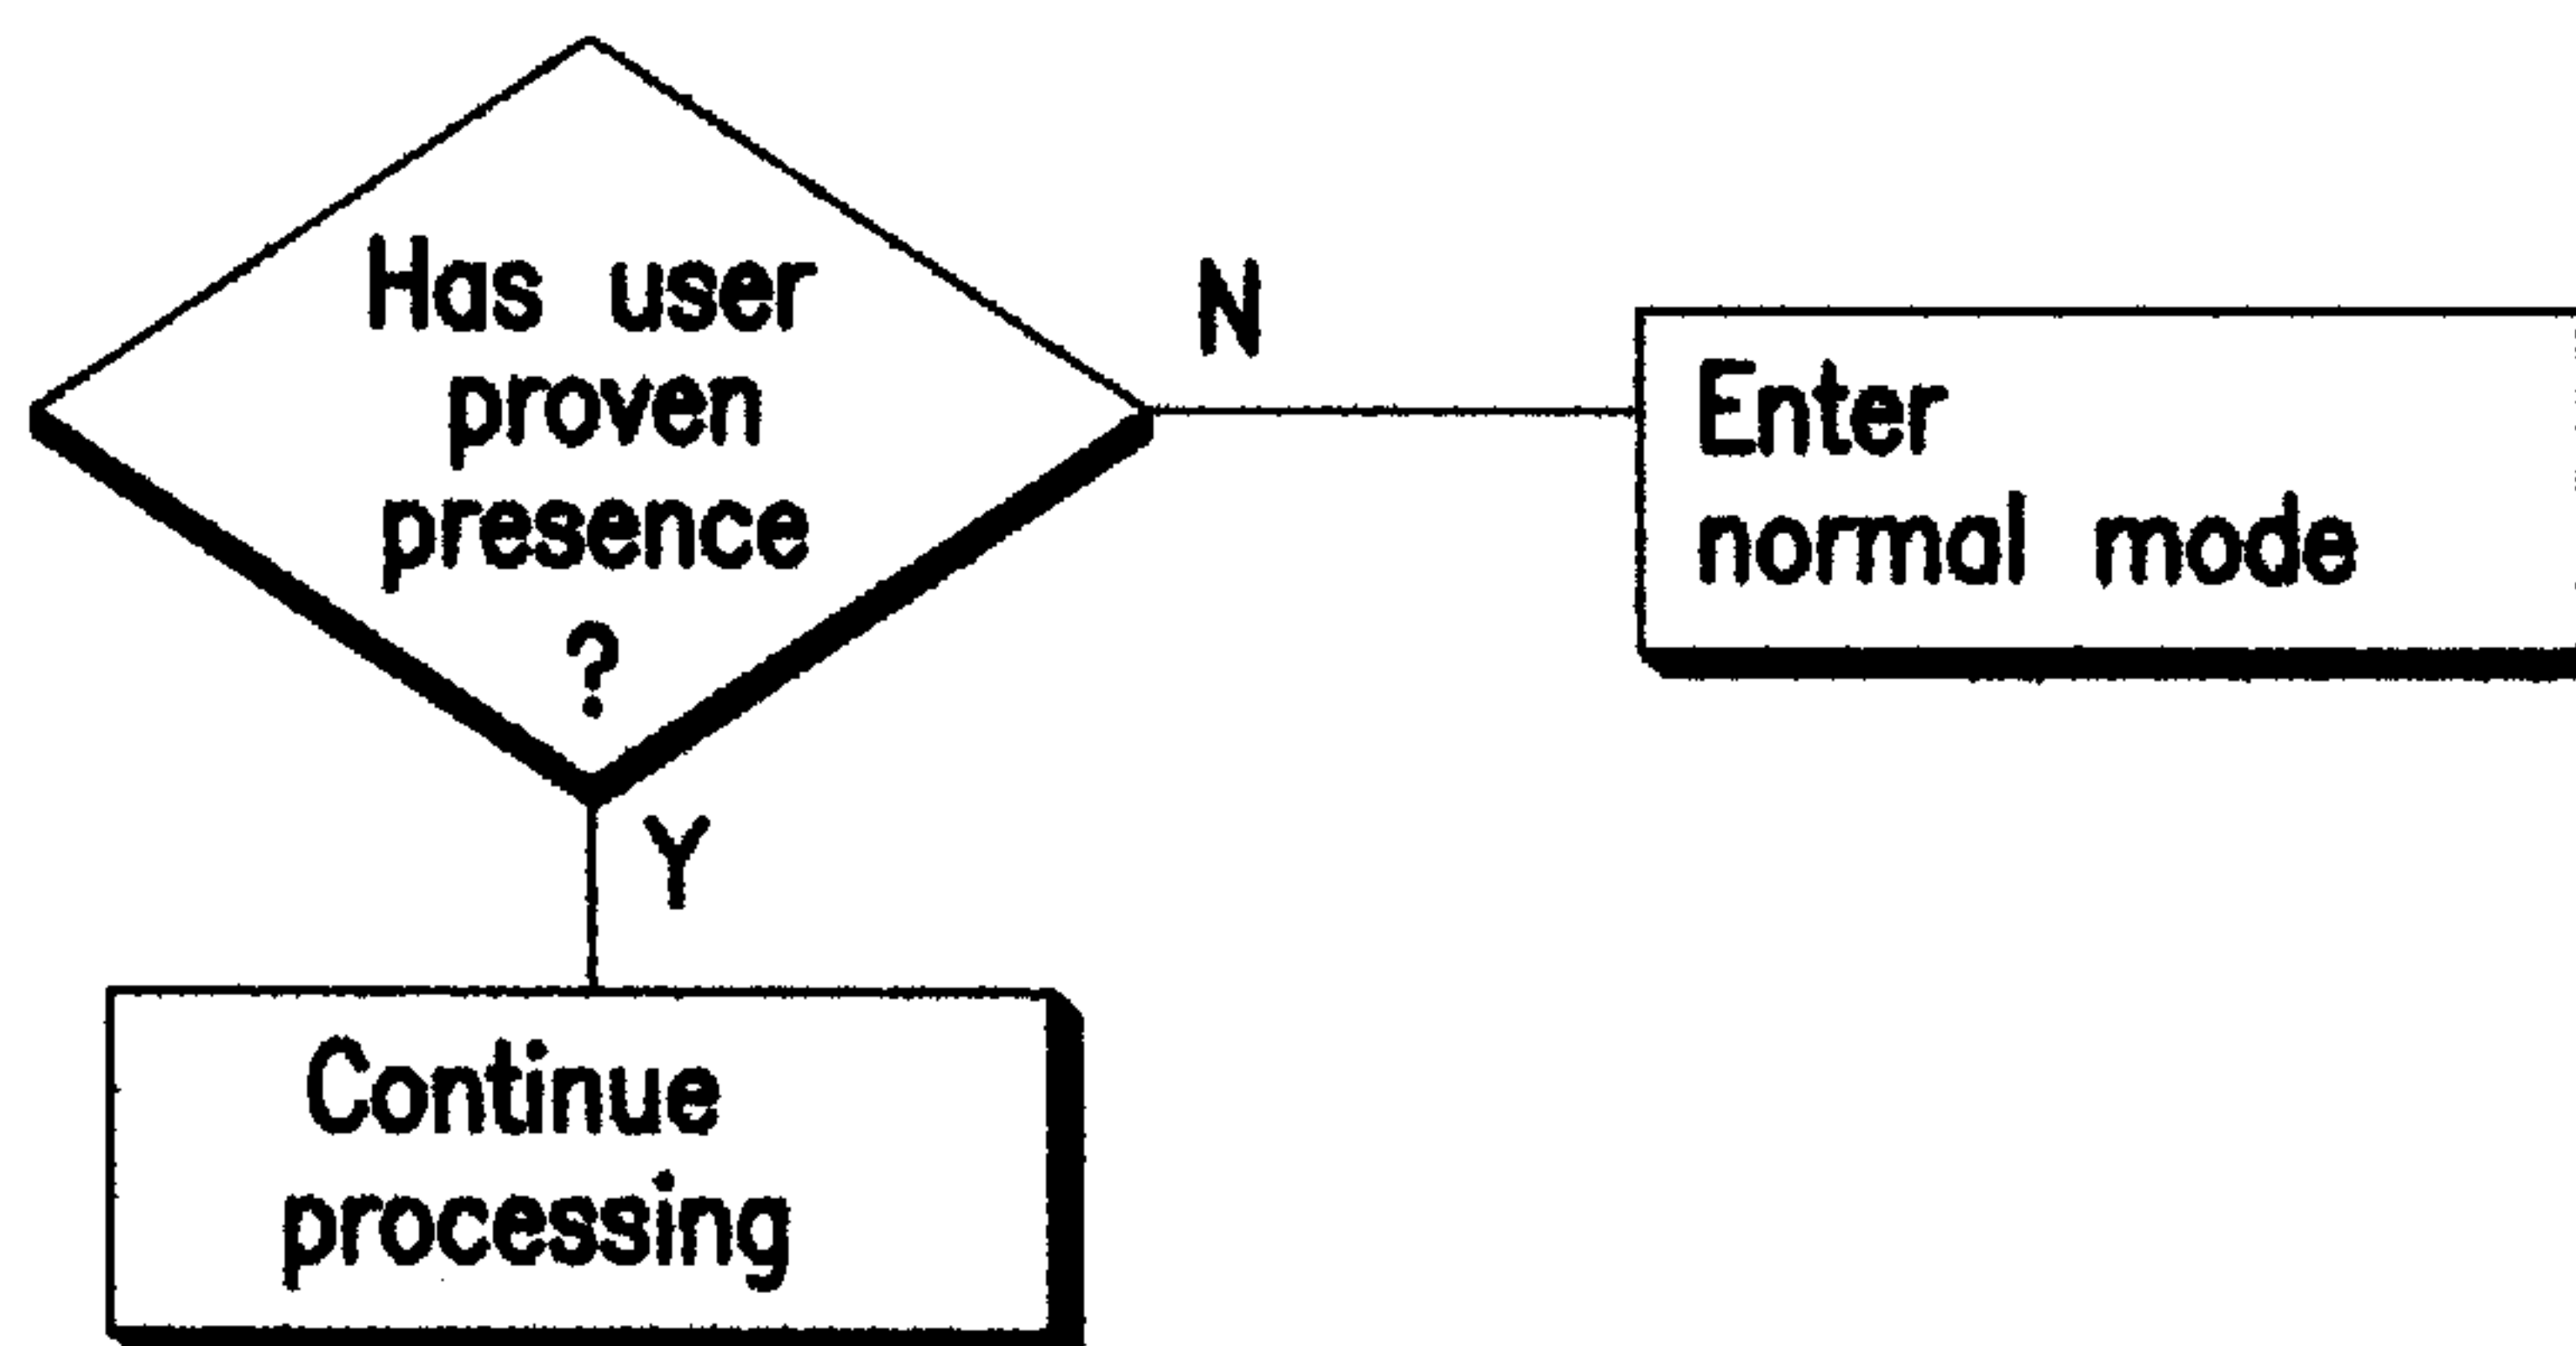 Has user
proven
presence
?
N
Enter
normal mode
Y
Continue
processing